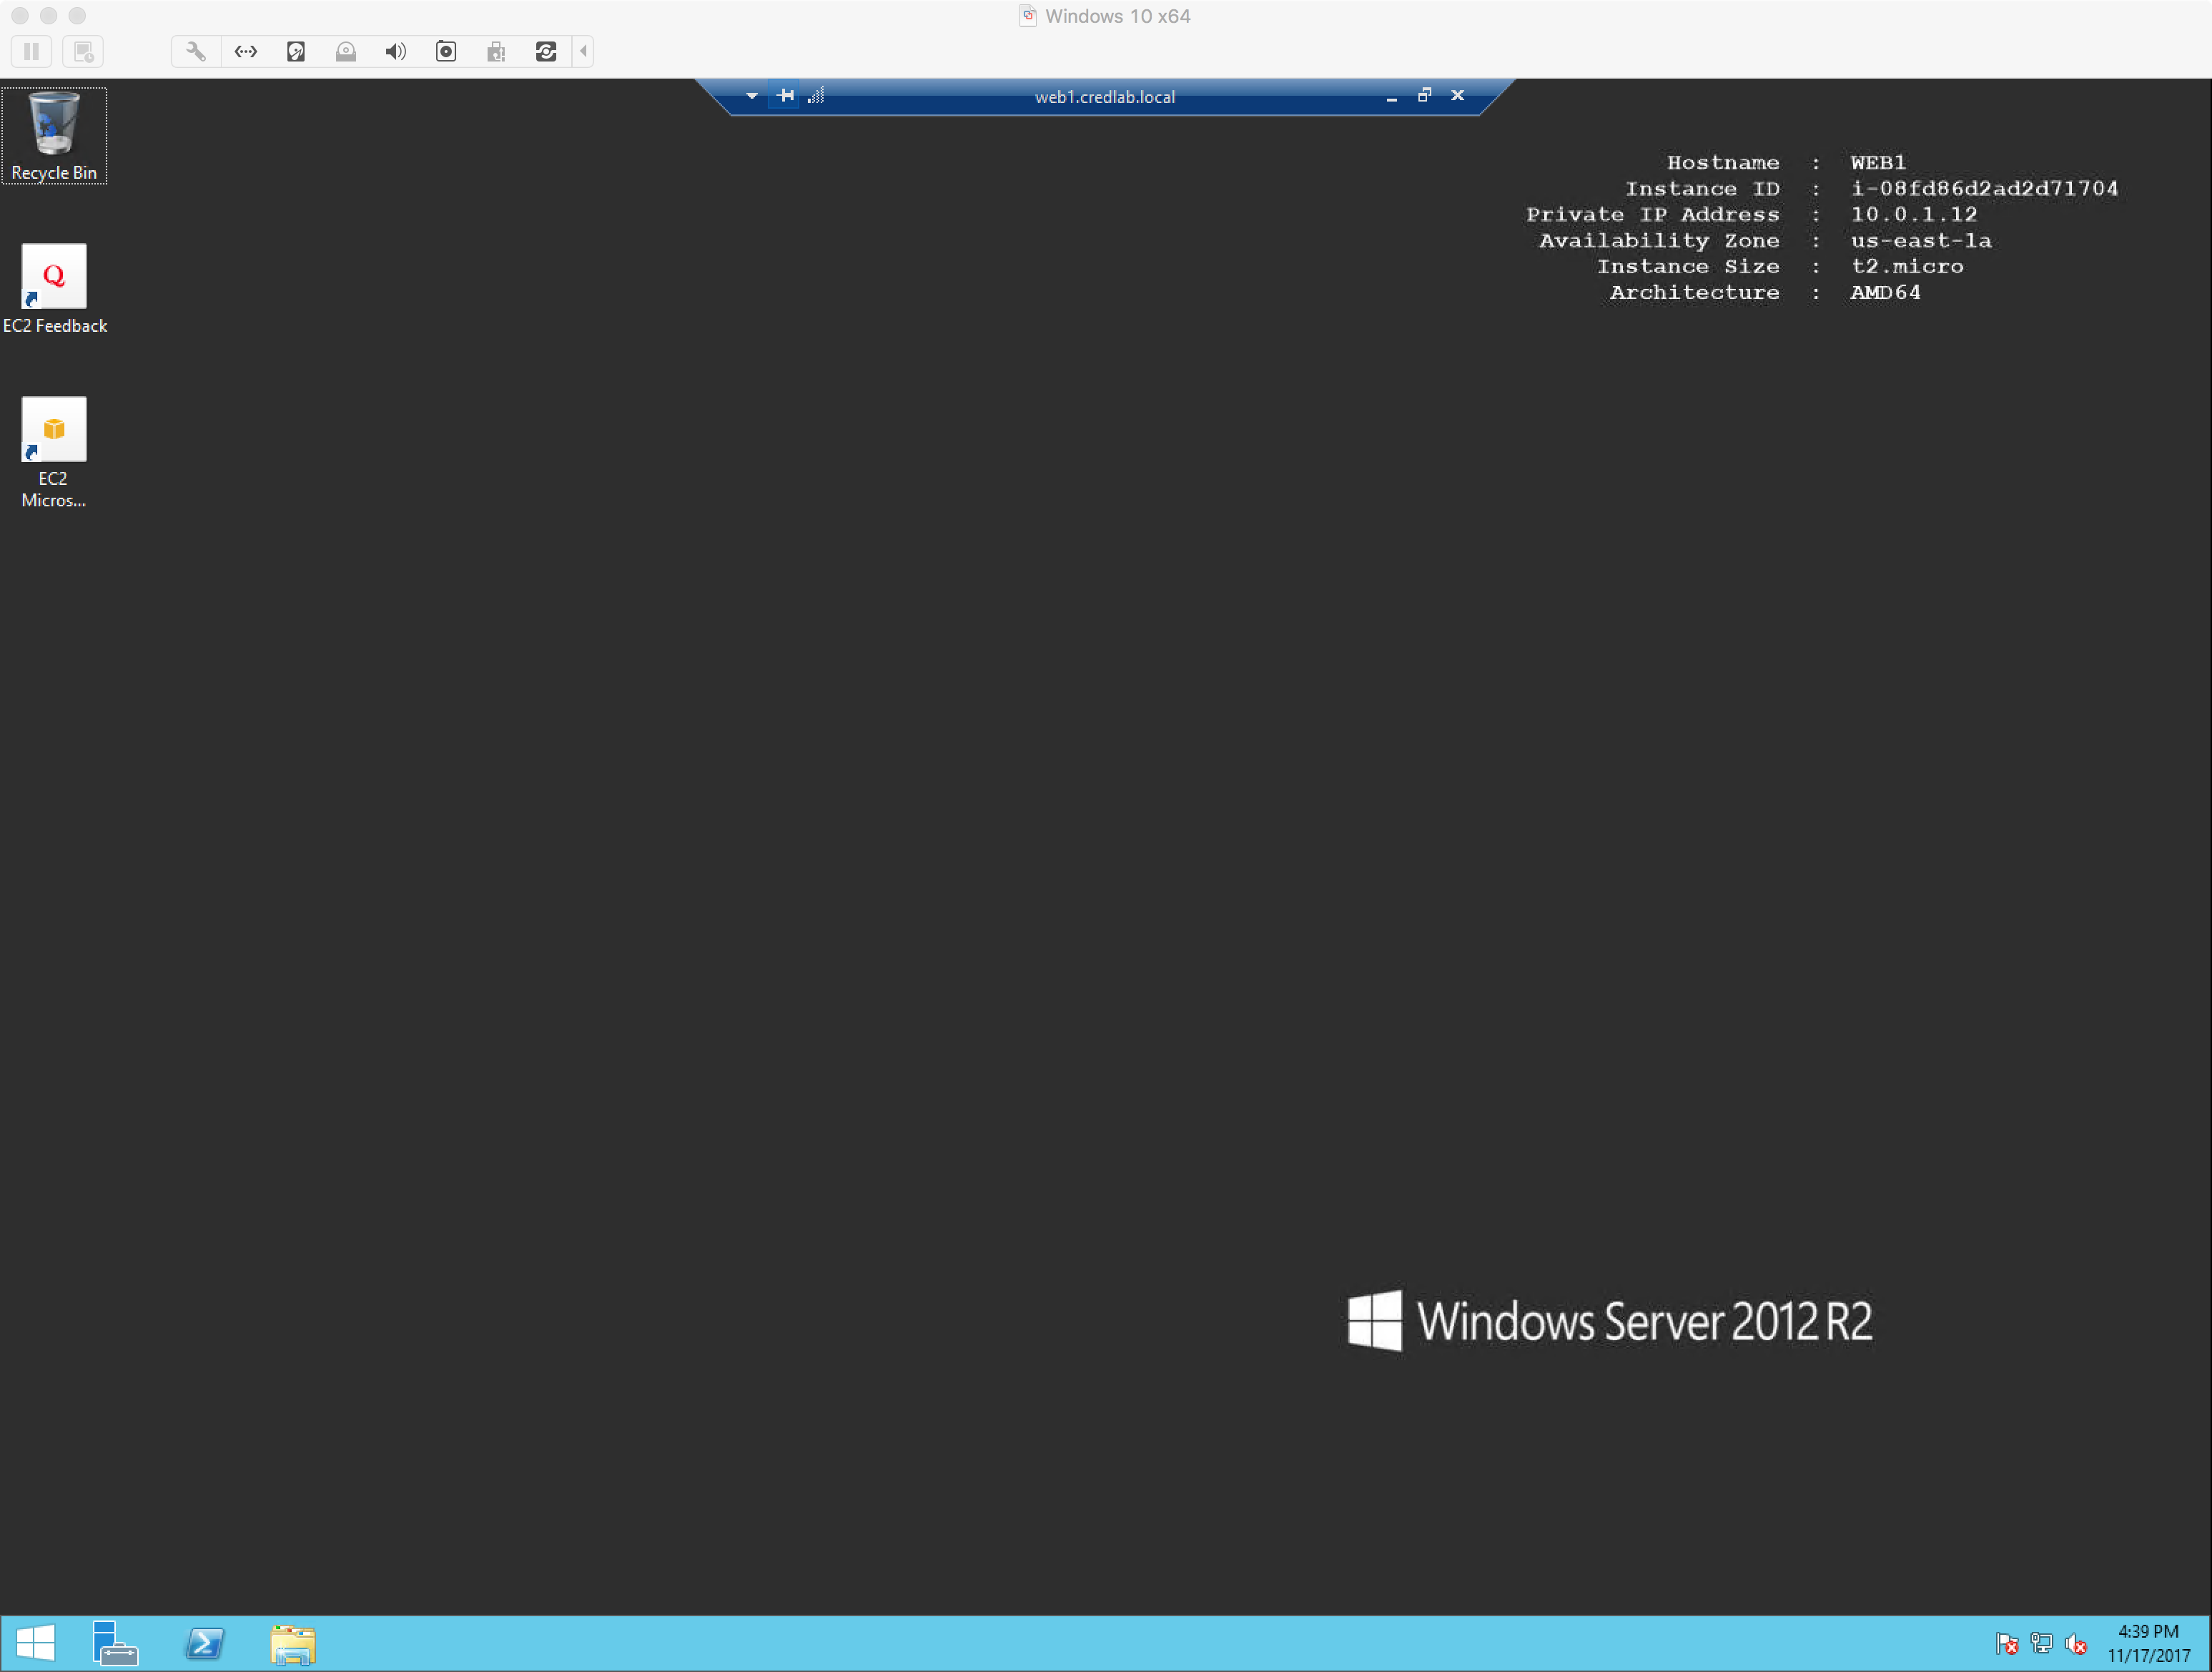 Windows 10 x64
web1.credlab.local
Recycle Bin
EC2 Feedback
EC2
Micros...
Hostname : WEB1
Instance ID : i-08fd86d2ad2d71704
Private IP Address : 10.0.1.12
Availability Zone : us-east-1a
Instance Size : t2.micro
Architecture : AMD64
Windows Server 2012 R2
4:39 PM
11/17/2017